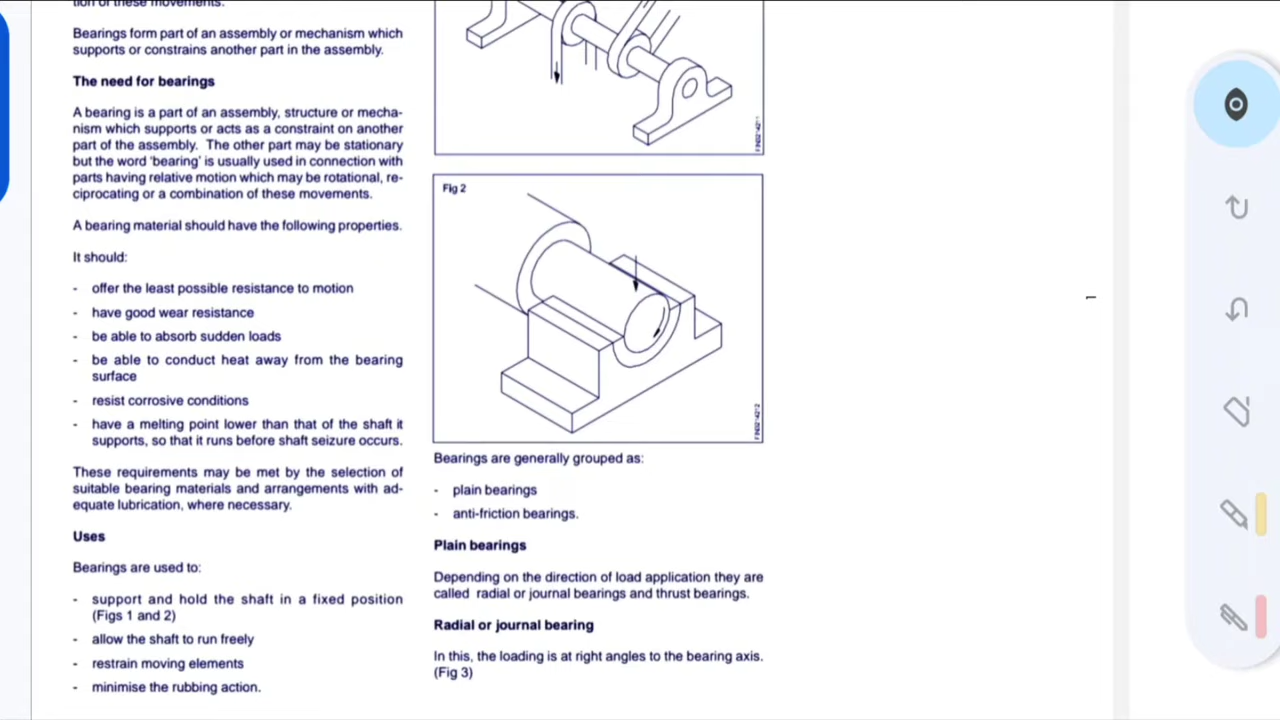 tion of these movements.
Bearings form part of an assembly or mechanism which
supports or constrains another part in the assembly.
The need for bearings
A bearing is a part of an assembly, structure or mecha-
nism which supports or acts as a constraint on another
part of the assembly. The other part may be stationary
but the word 'bearing' is usually used in connection with
parts having relative motion which may be rotational, re-
ciprocating or a combination of these movements.
A bearing material should have the following properties.
It should:
- offer the least possible resistance to motion
- have good wear resistance
- be able to absorb sudden loads
- be able to conduct heat away from the bearing
surface
- resist corrosive conditions
- have a melting point lower than that of the shaft it
supports, so that it runs before shaft seizure occurs.
These requirements may be met by the selection of
suitable bearing materials and arrangements with ad-
equate lubrication, where necessary.
Uses
Bearings are used to:
- support and hold the shaft in a fixed position
(Figs 1 and 2)
- allow the shaft to run freely
- restrain moving elements
- minimise the rubbing action.
Fig 2
Bearings are generally grouped as:
- plain bearings
- anti-friction bearings.
Plain bearings
Depending on the direction of load application they are
called radial or journal bearings and thrust bearings.
Radial or journal bearing
In this, the loading is at right angles to the bearing axis.
(Fig 3)